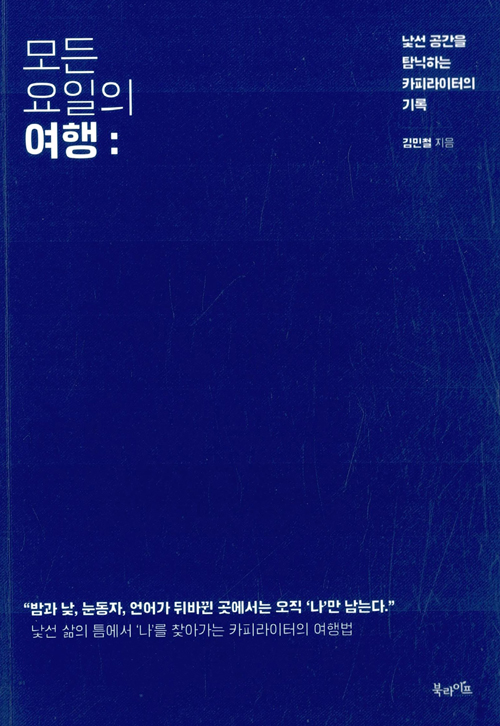 모든
요일의
여행 :
낯선 공간을
탐닉하는
카피라이터의
기록
김민철 지음
“밤과 낮, 눈동자, 언어가 뒤바뀐 곳에서는 오직 ‘나’만 남는다.”
낯선 삶의 틈에서 ‘나’를 찾아가는 카피라이터의 여행법
북라이프